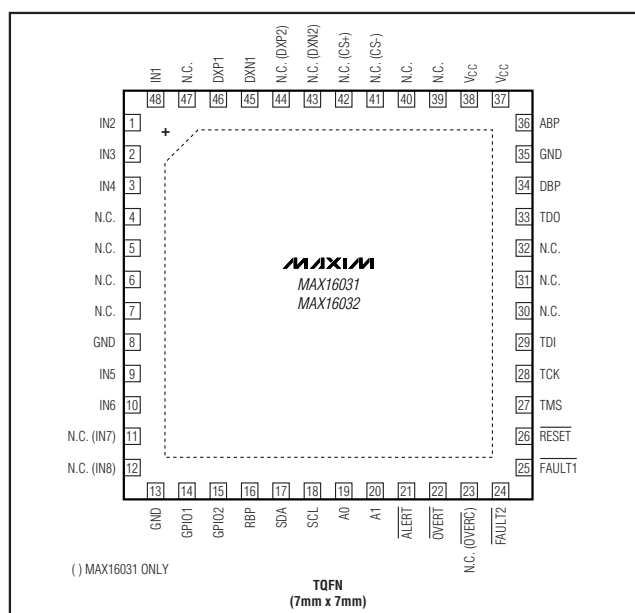 IN1
N.C.
DXP1
DXN1
N.C. (DXP2)
N.C. (DXN2)
N.C. (CS+)
N.C. (CS-)
N.C.
N.C.
VCC
VCC
48
47
46
45
44
43
42
41
40
39
38
37
IN2 1
IN3 2
IN4 3
N.C. 4
N.C. 5
N.C. 6
N.C. 7
GND 8
IN5 9
IN6 10
N.C. (IN7) 11
N.C. (IN8) 12
+
MAXIM
MAX16031
MAX16032
36 ABP
35 GND
34 DBP
33 TDO
32 N.C.
31 N.C.
30 N.C.
29 TDI
28 TCK
27 TMS
26 RESET
25 FAULT1
13
14
15
16
17
18
19
20
21
22
23
24
GND
GPIO1
GPIO2
RBP
SDA
SCL
A0
A1
ALERT
OVERT
N.C. (OVERC)
FAULT2
( ) MAX16031 ONLY
TQFN
(7mm x 7mm)